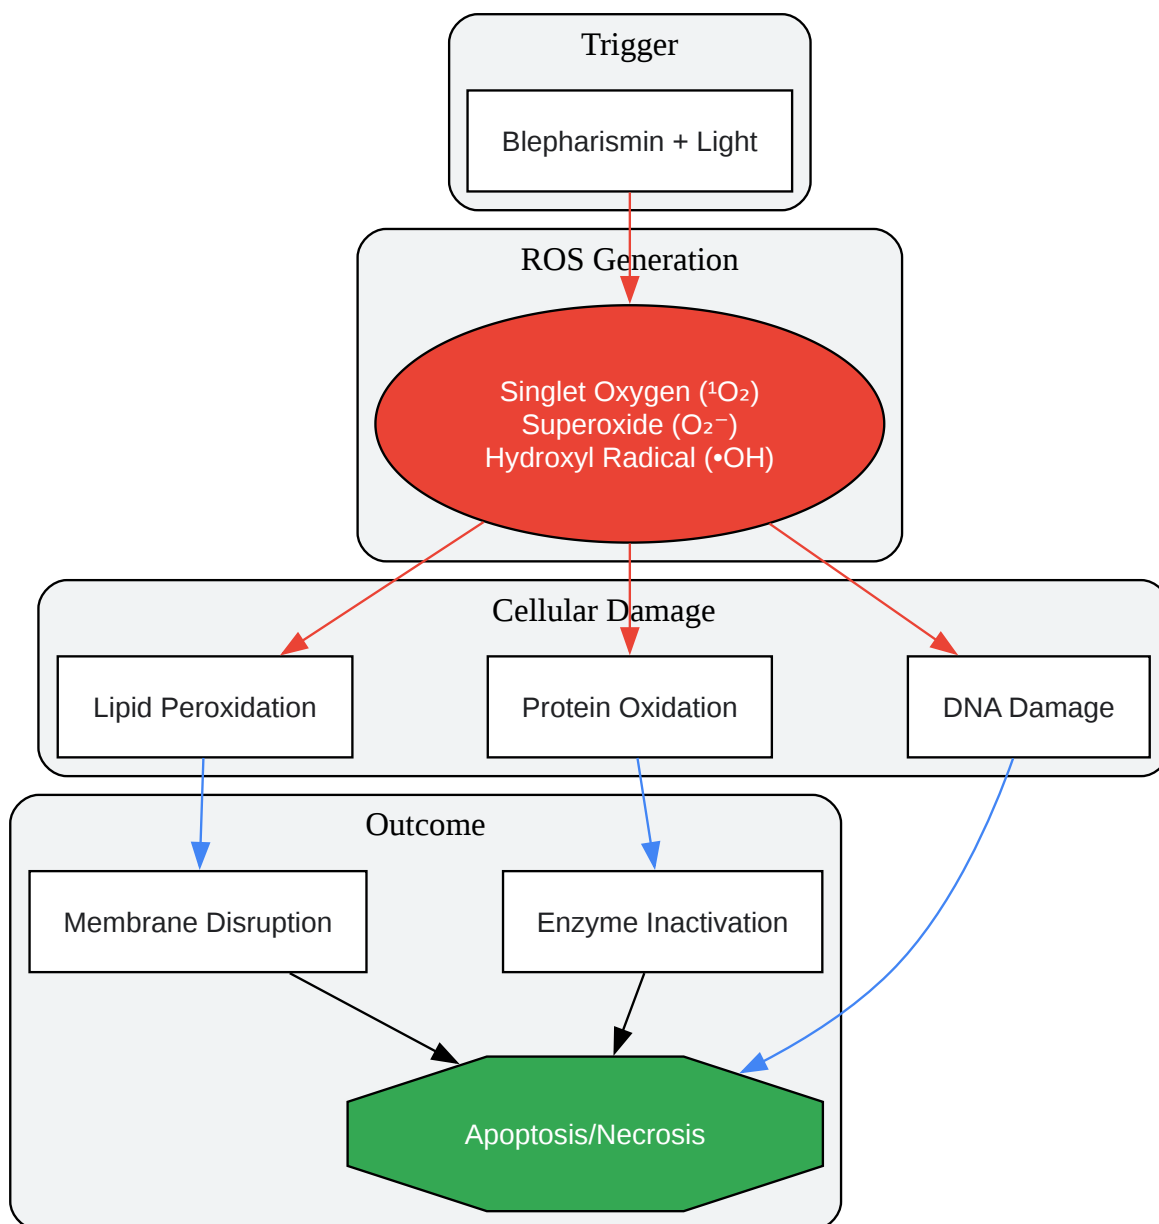 Trigger
Blepharismin + Light
ROS Generation
Singlet Oxygen (¹O₂)
Superoxide (O₂⁻)
Hydroxyl Radical (•OH)
Cellular Damage
Lipid Peroxidation
Protein Oxidation
DNA Damage
Outcome
Membrane Disruption
Enzyme Inactivation
Apoptosis/Necrosis